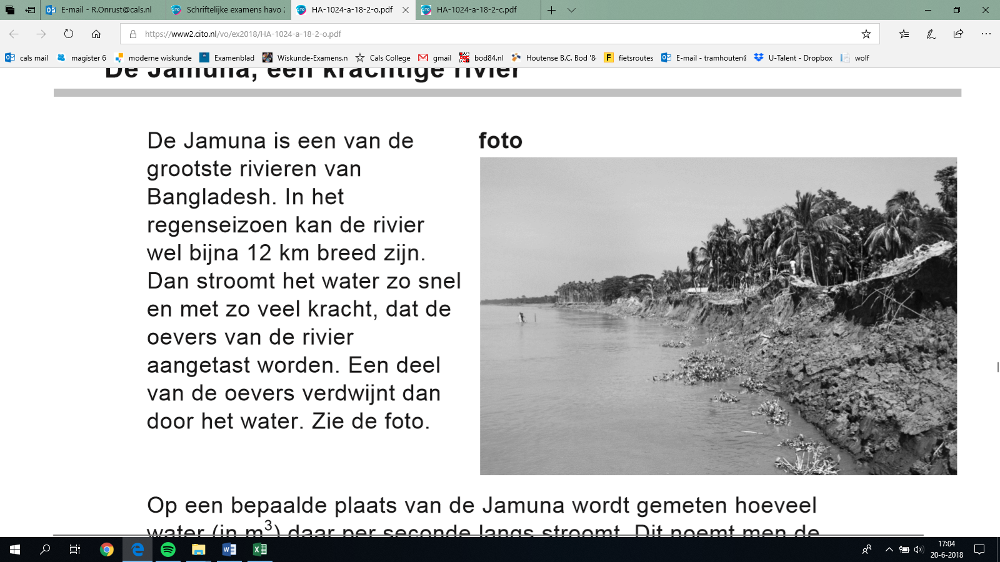 E-mail - R.Onrust@cals.nl
Schriftelijke examens havo 2
HA-1024-a-18-2-o.pdf
HA-1024-a-18-2-c.pdf
https://www2.cito.nl/vo/ex2018/HA-1024-a-18-2-o.pdf
cals mail
magister 6
moderne wiskunde
Examenblad
Wiskunde-Examens.n
Cals College
gmail
bod84.nl
Houtense B.C. Bod '84
fietsroutes
E-mail - tramhouten@
U-Talent - Dropbox
wolf
De Jamuna, een krachtige rivier
De Jamuna is een van de
grootste rivieren van
Bangladesh. In het
regenseizoen kan de rivier
wel bijna 12 km breed zijn.
Dan stroomt het water zo snel
en met zo veel kracht, dat de
oevers van de rivier
aangetast worden. Een deel
van de oevers verdwijnt dan
door het water. Zie de foto.
foto
Op een bepaalde plaats van de Jamuna wordt gemeten hoeveel
water (in m³) daar per seconde langs stroomt. Dit noemt men de
17:04
20-6-2018